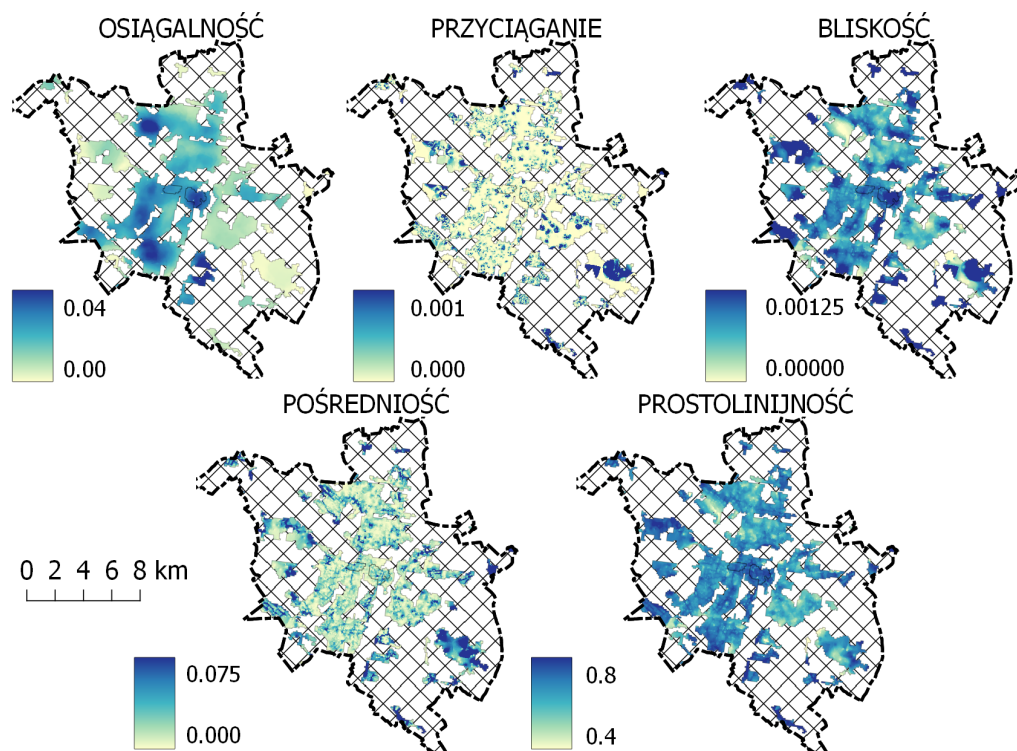 OSIĄGALNOŚĆ
PRZYCIĄGANIE
BLISKOŚĆ
0.04
0.00
0.001
0.000
0.00125
0.00000
POŚREDNIOŚĆ
PROSTOLINIJNOŚĆ
0 2 4 6 8 km
0.075
0.000
0.8
0.4